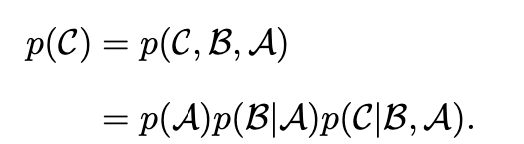 p(𝒞) = p(𝒞, ℬ, 𝒜)
= p(𝒜)p(ℬ|𝒜)p(𝒞|ℬ, 𝒜).